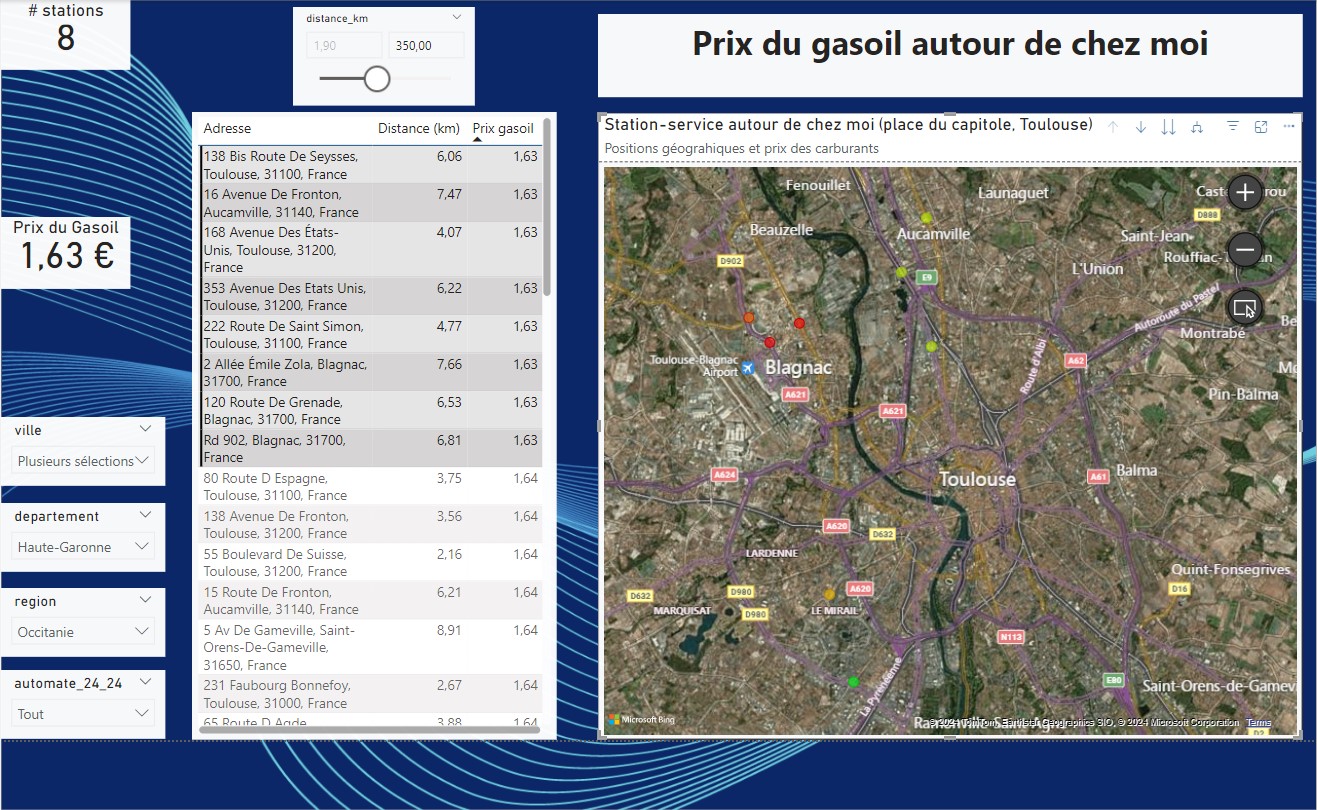 # stations
8
distance_km
1,90
350,00
Prix du gasoil autour de chez moi
Prix du Gasoil
1,63 €
ville
Plusieurs sélections
departement
Haute-Garonne
region
Occitanie
automate_24_24
Tout
Adresse Distance (km) Prix gasoil
138 Bis Route De Seysses, 6,06 1,63
Toulouse, 31100, France
16 Avenue De Fronton, 7,47 1,63
Aucamville, 31140, France
168 Avenue Des États- 4,07 1,63
Unis, Toulouse, 31200,
France
353 Avenue Des Etats Unis, 6,22 1,63
Toulouse, 31200, France
222 Route De Saint Simon, 4,77 1,63
Toulouse, 31100, France
2 Allée Émile Zola, Blagnac, 7,66 1,63
31700, France
120 Route De Grenade, 6,53 1,63
Blagnac, 31700, France
Rd 902, Blagnac, 31700, 6,81 1,63
France
80 Route D Espagne, 3,75 1,64
Toulouse, 31100, France
138 Avenue De Fronton, 3,56 1,64
Toulouse, 31200, France
55 Boulevard De Suisse, 2,16 1,64
Toulouse, 31200, France
15 Route De Fronton, 6,21 1,64
Aucamville, 31140, France
5 Av De Gameville, Saint- 8,91 1,64
Orens-De-Gameville,
31650, France
231 Faubourg Bonnefoy, 2,67 1,64
Toulouse, 31000, France
65 Route D Agde 3,88 1,64
Station-service autour de chez moi (place du capitole, Toulouse)
Positions géograhiques et prix des carburants
Fenouillet
Launaguet
D888
Beauzelle
Aucamville
Saint-Jean
D902
E9
L'Union
Rouffiac-
Autoroute du Pastel
Montrabé
Toulouse-Blagnac
Airport
Blagnac
Route d'Albi
A62
A621
A621
Pin-Balma
A624
Toulouse
A61
Balma
A620
D632
LARDENNE
Quint-Fonsegrives
D632
D980
A620
D16
MARQUISAT
D980
LE MIRAIL
N113
La Pyrénéenne
E80
Saint-Orens-de-Gamev
Microsoft Bing
© 2024 Microsoft Corporation
Terms